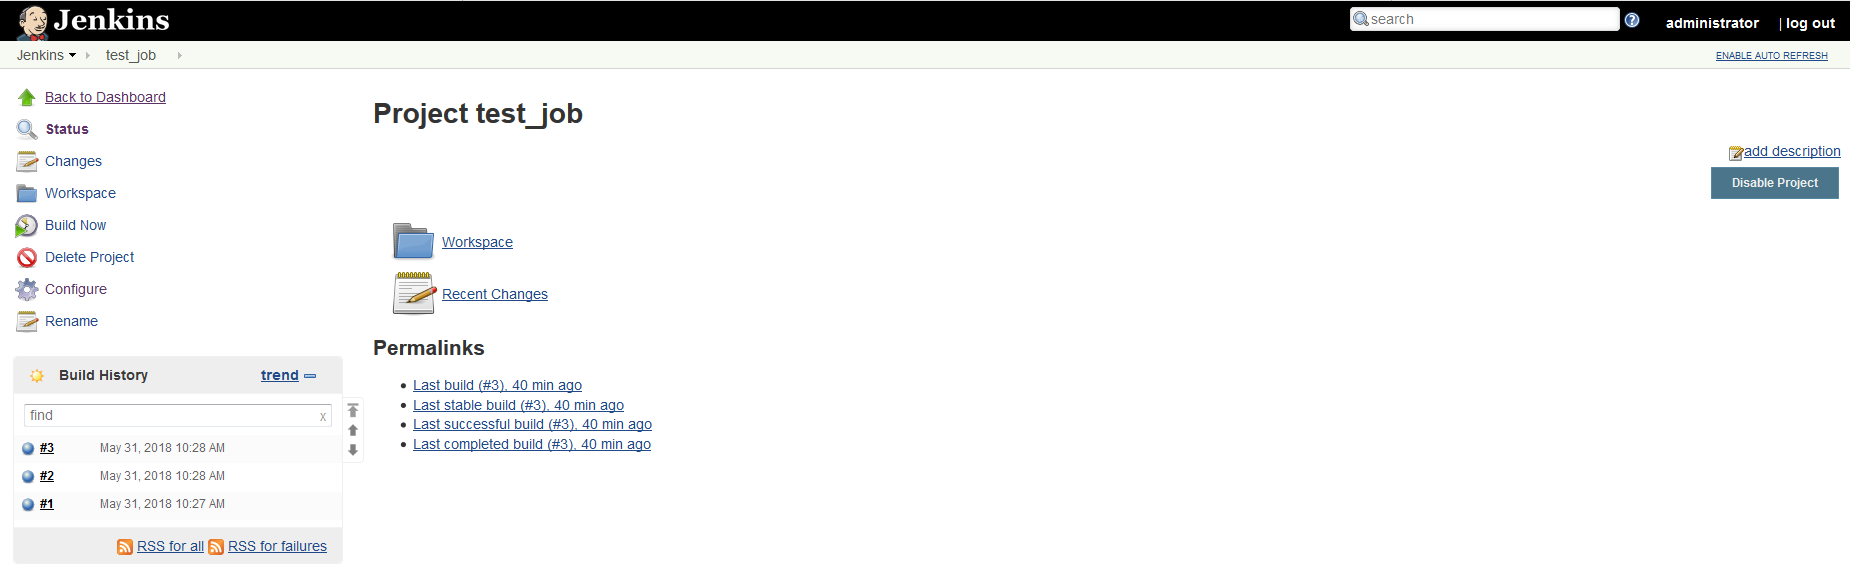 Jenkins
search
administrator | log out
Jenkins
test_job
ENABLE AUTO REFRESH
Back to Dashboard
Status
Changes
Workspace
Build Now
Delete Project
Configure
Rename
Build History
trend
find
x
#3 May 31, 2018 10:28 AM
#2 May 31, 2018 10:28 AM
#1 May 31, 2018 10:27 AM
RSS for all RSS for failures
Project test_job
add description
Disable Project
Workspace
Recent Changes
Permalinks
Last build (#3), 40 min ago
Last stable build (#3), 40 min ago
Last successful build (#3), 40 min ago
Last completed build (#3), 40 min ago